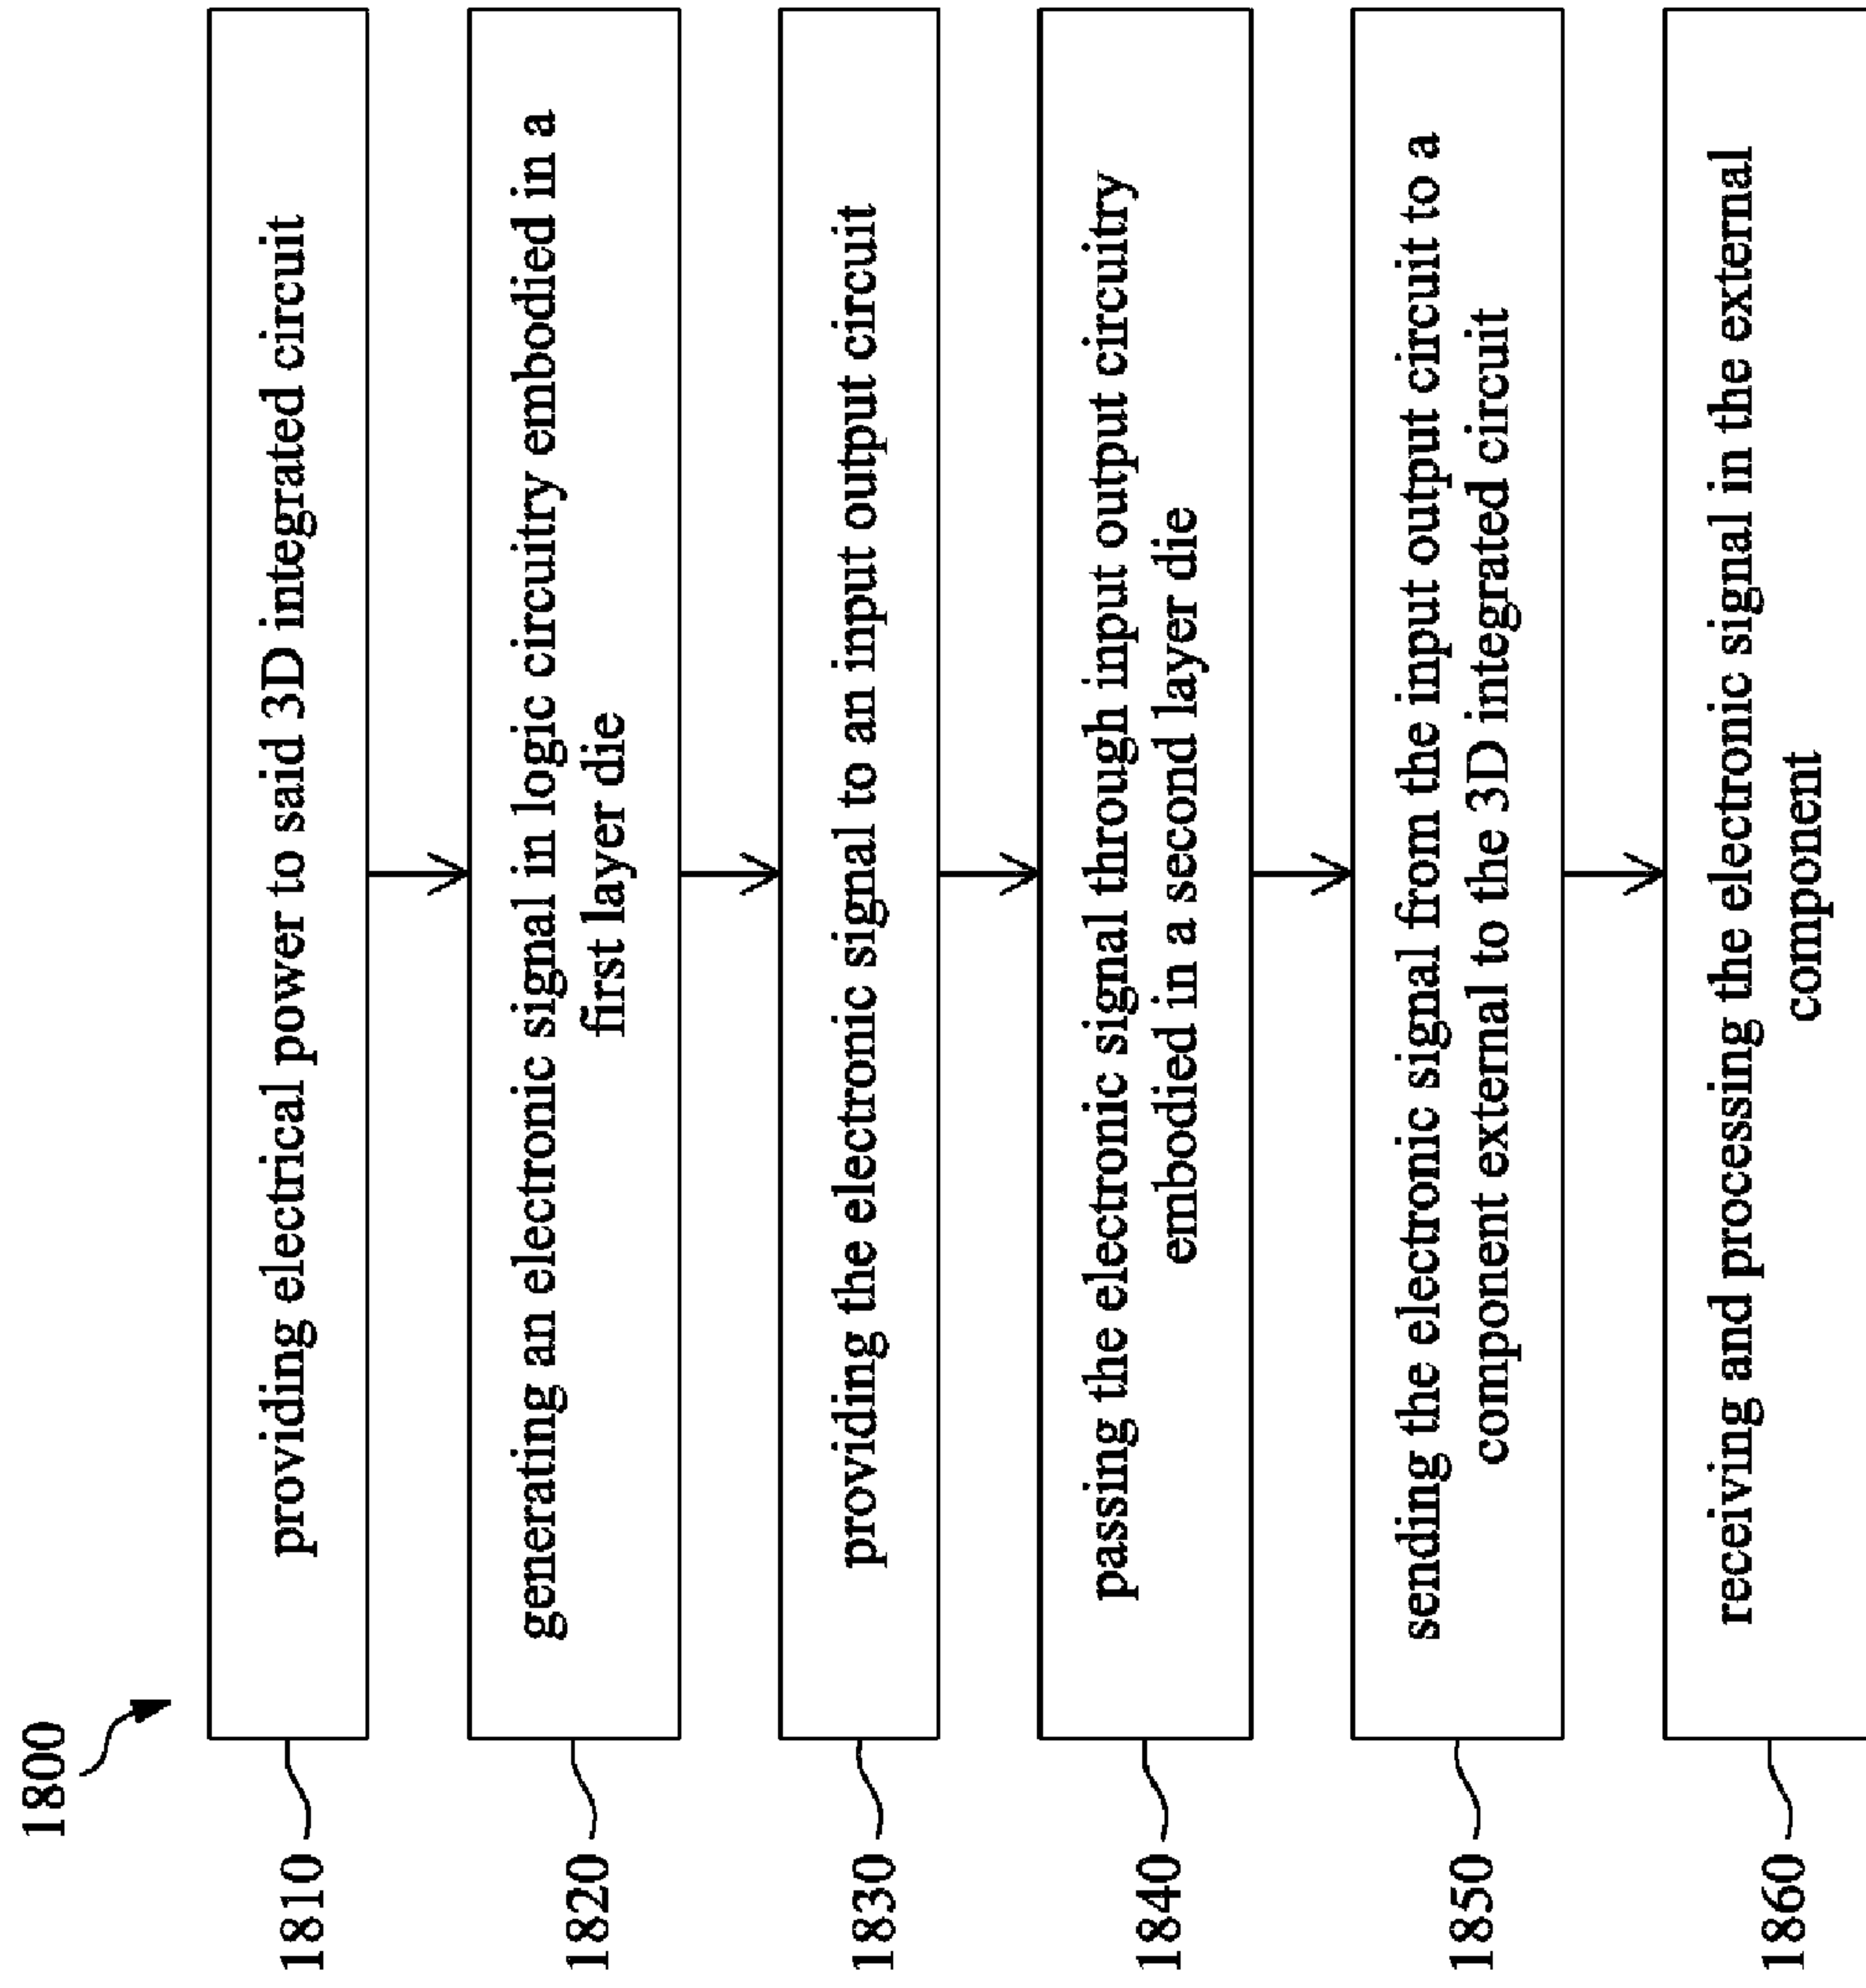 1800
1810
providing electrical power to said 3D integrated circuit
1820
generating an electronic signal in logic circuitry embodied in a
first layer die
1830
providing the electronic signal to an input output circuit
1840
passing the electronic signal through input output circuitry
embodied in a second layer die
1850
sending the electronic signal from the input output circuit to a
component external to the 3D integrated circuit
1860
receiving and processing the electronic signal in the external
component